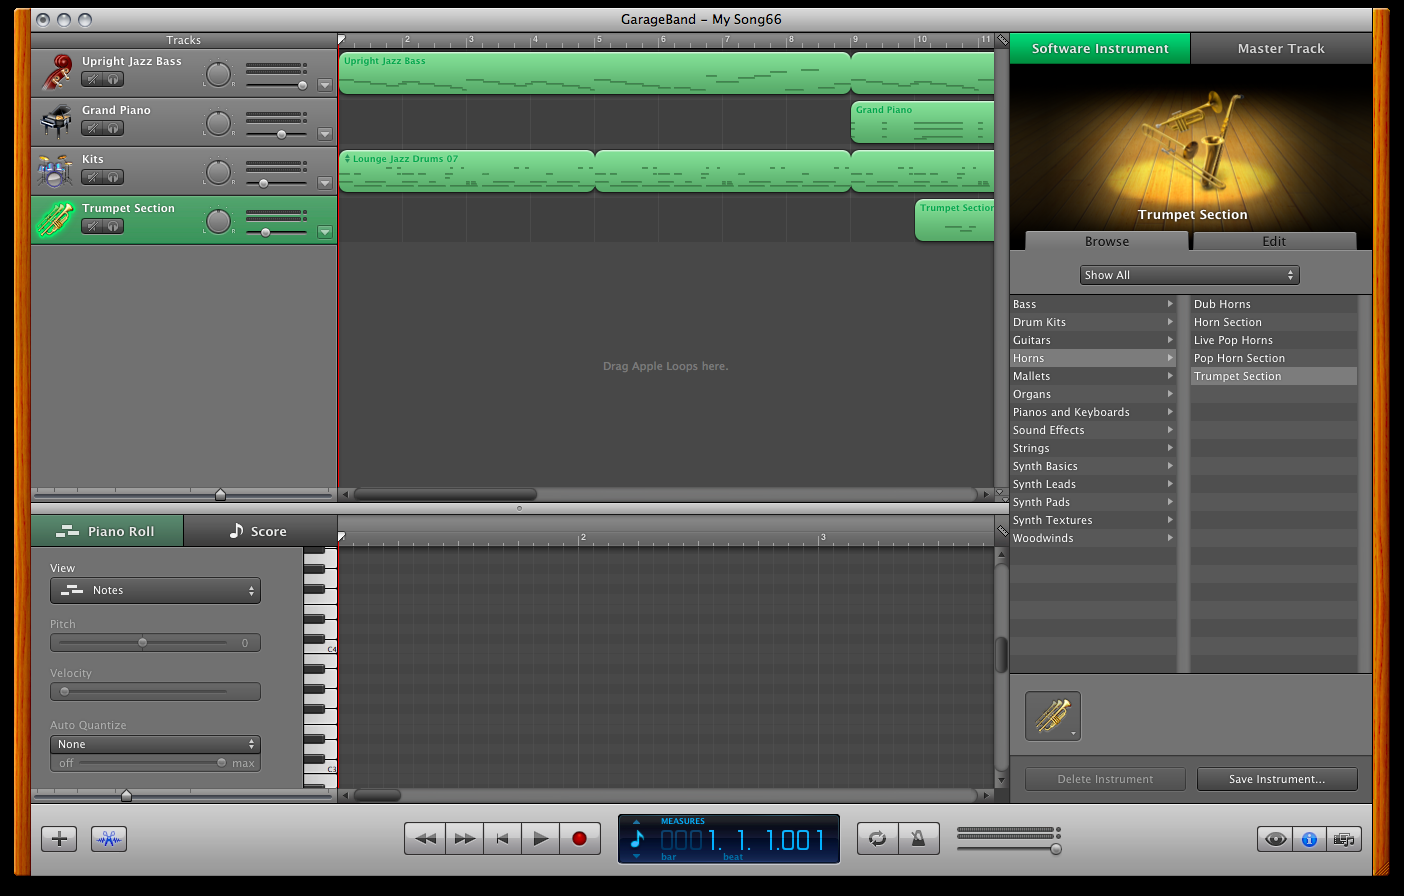 GarageBand – My Song66
Tracks
2 3 4 5 6 7 8 9 10 11
Software Instrument
Master Track
Upright Jazz Bass
L R
Upright Jazz Bass
Grand Piano
L R
Grand Piano
Kits
L R
Lounge Jazz Drums 07
Trumpet Section
L R
Trumpet Section
Drag Apple Loops here.
Trumpet Section
Browse
Edit
Show All
Bass
Drum Kits
Guitars
Horns
Mallets
Organs
Pianos and Keyboards
Sound Effects
Strings
Synth Basics
Synth Leads
Synth Pads
Synth Textures
Woodwinds
Dub Horns
Horn Section
Live Pop Horns
Pop Horn Section
Trumpet Section
Piano Roll
Score
2 3
View
Notes
Pitch
0
Velocity
Auto Quantize
None
off max
C4
C3
Delete Instrument
Save Instrument...
MEASURES
0001. 1. 1.001
bar beat